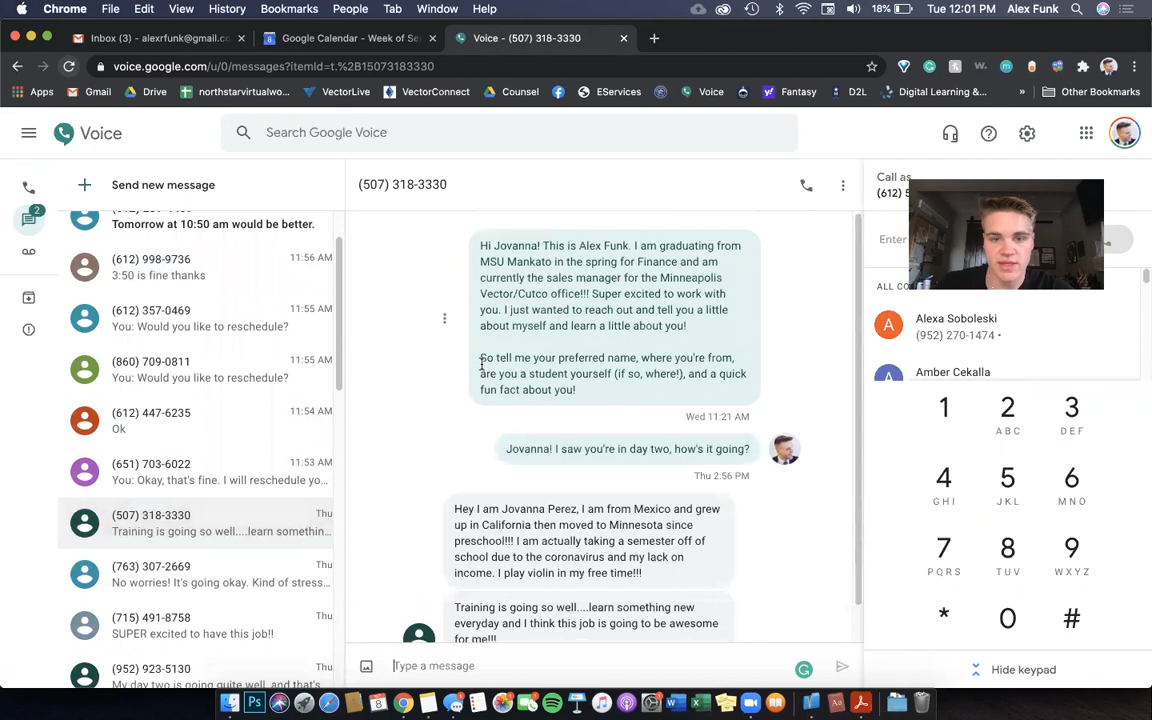 Chrome File Edit View History Bookmarks People Tab Window Help 18% Tue 12:01 PM Alex Funk
Inbox (3) - alexrfunk@gmail.co
Google Calendar - Week of Se
Voice - (507) 318-3330
voice.google.com/u/0/messages?itemId=t.%2B15073183330
Apps Gmail Drive northstarvirtualwo... VectorLive VectorConnect Counsel EServices Voice Fantasy D2L Digital Learning &... » Other Bookmarks
Voice
Search Google Voice
Send new message
2
Tomorrow at 10:50 am would be better.
(612) 998-9736 11:56 AM
3:50 is fine thanks
(612) 357-0469 11:55 AM
You: Would you like to reschedule?
(860) 709-0811 11:55 AM
You: Would you like to reschedule?
(612) 447-6235 11:54 AM
Ok
(651) 703-6022 11:53 AM
You: Okay, that's fine. I will reschedule yo...
(507) 318-3330 Thu
Training is going so well....learn somethin...
(763) 307-2669 Thu
No worries! It's going okay. Kind of stress...
(715) 491-8758 Thu
SUPER excited to have this job!!
(952) 923-5130 Thu
My day two is going quite well, and that's
(507) 318-3330
Hi Jovanna! This is Alex Funk. I am graduating from
MSU Mankato in the spring for Finance and am
currently the sales manager for the Minneapolis
Vector/Cutco office!!! Super excited to work with
you. I just wanted to reach out and tell you a little
about myself and learn a little about you!
So tell me your preferred name, where you're from,
are you a student yourself (if so, where!), and a quick
fun fact about you!
Wed 11:21 AM
Jovanna! I saw you're in day two, how's it going?
Thu 2:56 PM
Hey I am Jovanna Perez, I am from Mexico and grew
up in California then moved to Minnesota since
preschool!!! I am actually taking a semester off of
school due to the coronavirus and my lack on
income. I play violin in my free time!!!
Training is going so well....learn something new
everyday and I think this job is going to be awesome
for me!!!
Type a message
Call as
(612) 5
Enter
ALL CO
A
Alexa Soboleski
(952) 270-1474 •
A
Amber Cekalla
1 2 3
ABC DEF
4 5 6
GHI JKL MNO
7 8 9
PQRS TUV WXYZ
* 0 #
Hide keypad